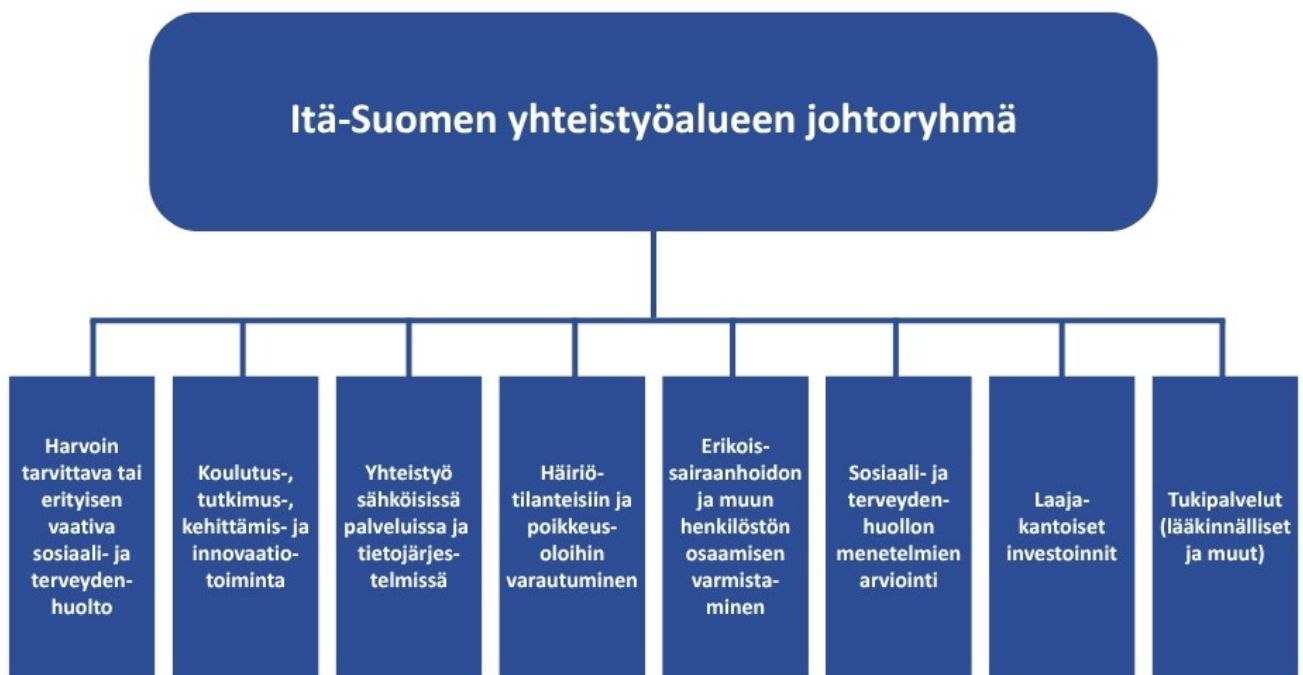 Itä-Suomen yhteistyöalueen johtoryhmä
Harvoin
tarvittava tai
erityisen
vaativa
sosiaali- ja
terveyden-
huolto
Koulutus-,
tutkimus-,
kehittämis- ja
innovaatio-
toiminta
Yhteistyö
sähköisissä
palveluissa ja
tietojärjes-
telmissä
Häiriö-
tilanteisiin ja
poikkeus-
oloihin
varautuminen
Erikois-
sairaanhoidon
ja muun
henkilöstön
osaamisen
varmista-
minen
Sosiaali- ja
terveyden-
huollon
menetelmien
arviointi
Laaja-
kantoiset
investoinnit
Tukipalvelut
(lääkinnälliset
ja muut)